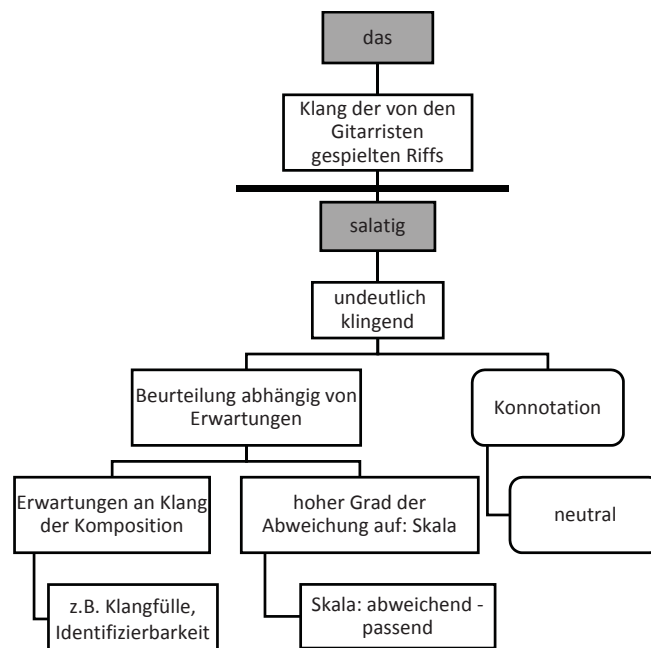 das
Klang der von den
Gitarristen
gespielten Riffs
salatig
undeutlich
klingend
Beurteilung abhängig von
Erwartungen
Konnotation
Erwartungen an Klang
der Komposition
hoher Grad der
Abweichung auf: Skala
neutral
z.B. Klangfülle,
Identifizierbarkeit
Skala: abweichend -
passend